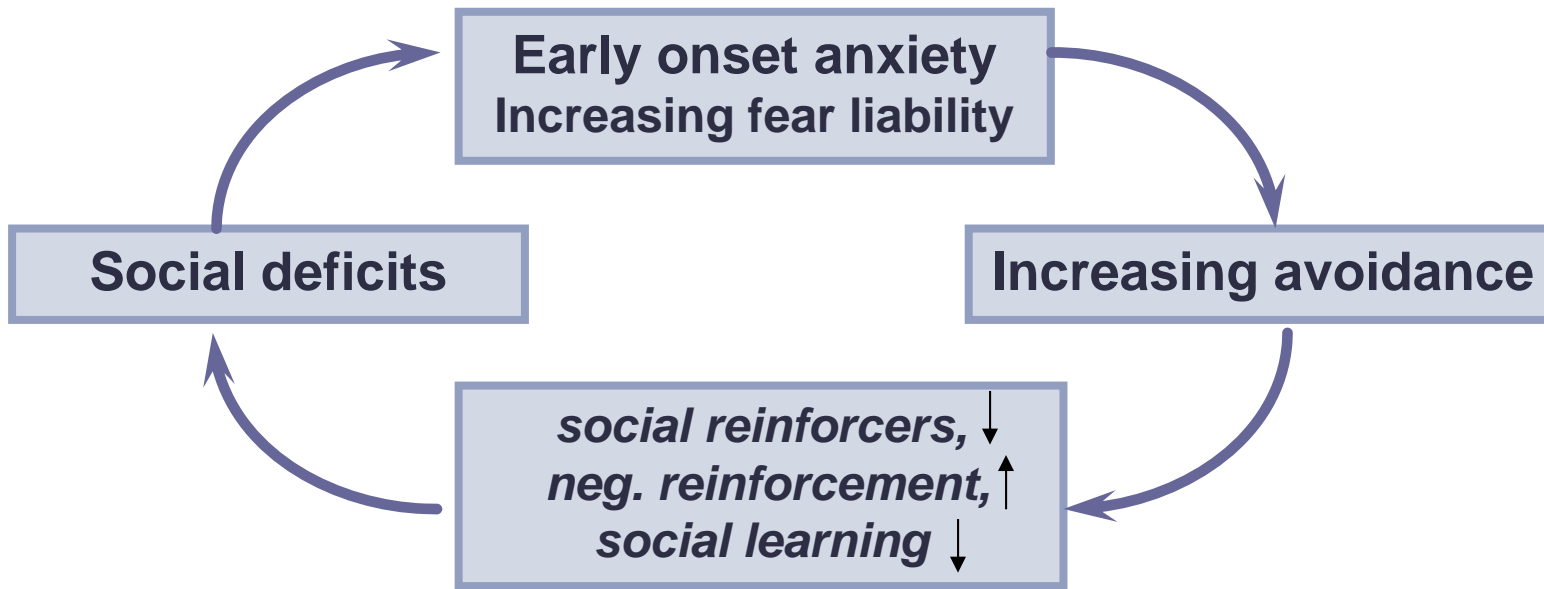 Early onset anxiety
Increasing fear liability
Social deficits
Increasing avoidance
social reinforcers, ↓
neg. reinforcement, ↑
social learning ↓